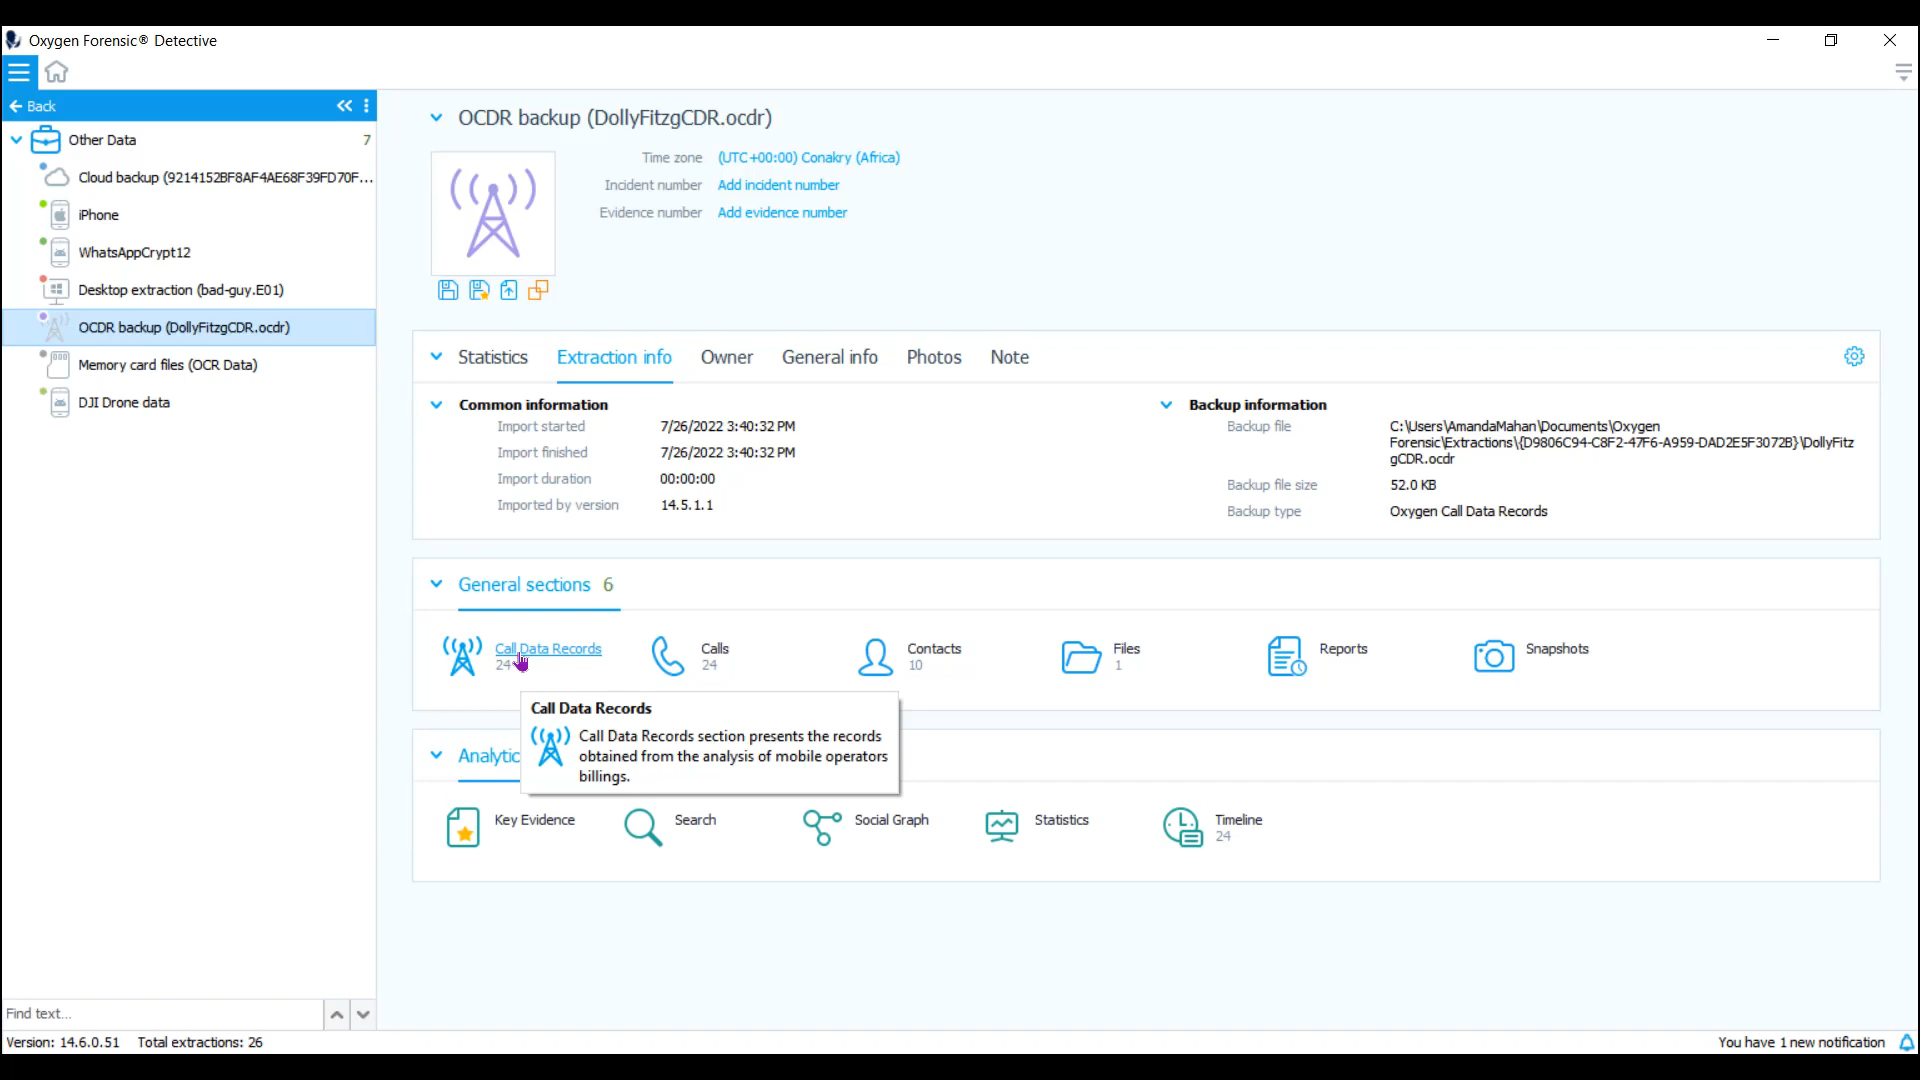 Oxygen Forensic® Detective
Back
Other Data 7
Cloud backup (9214152BF8AF4AE68F39FD70F...
iPhone
WhatsAppCrypt12
Desktop extraction (bad-guy.E01)
OCDR backup (DollyFitzgCDR.ocdr)
Memory card files (OCR Data)
DJI Drone data
Find text...
OCDR backup (DollyFitzgCDR.ocdr)
Time zone (UTC+00:00) Conakry (Africa)
Incident number Add incident number
Evidence number Add evidence number
Statistics Extraction info Owner General info Photos Note
Common information
Import started 7/26/2022 3:40:32 PM
Import finished 7/26/2022 3:40:32 PM
Import duration 00:00:00
Imported by version 14.5.1.1
Backup information
Backup file C:\Users\AmandaMahan\Documents\Oxygen
Forensic\Extractions\{D9806C94-C8F2-47F6-A959-DAD2E5F3072B}\DollyFitz
gCDR.ocdr
Backup file size 52.0 KB
Backup type Oxygen Call Data Records
General sections 6
Call Data Records
24
Calls
24
Contacts
10
Files
1
Reports
Snapshots
Call Data Records
Call Data Records section presents the records
obtained from the analysis of mobile operators
billings.
Analytic
Key Evidence
Search
Social Graph
Statistics
Timeline
24
Version: 14.6.0.51 Total extractions: 26
You have 1 new notification